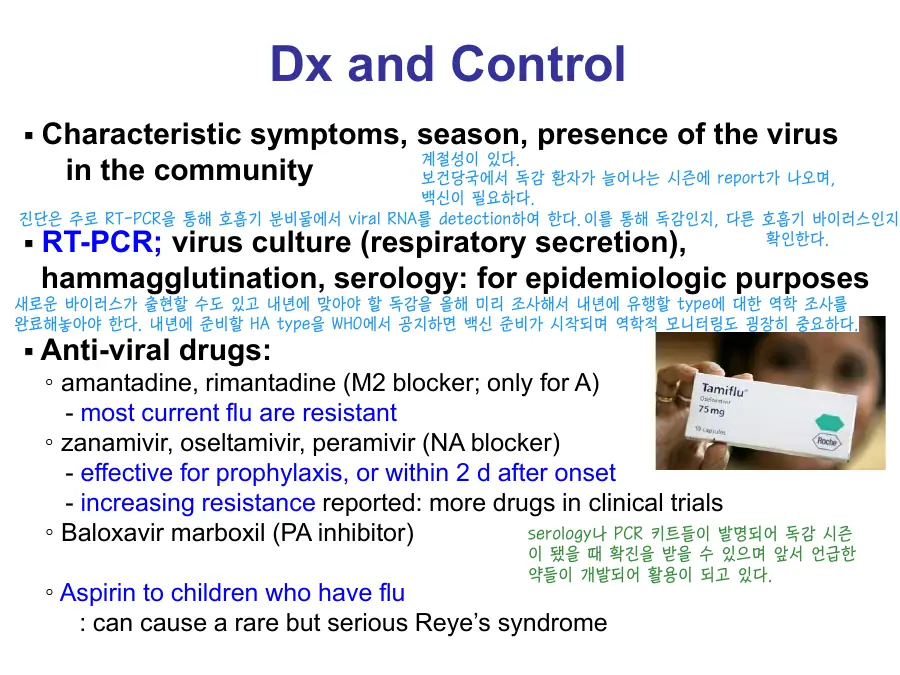 Dx and Control
▪ Characteristic symptoms, season, presence of the virus
in the community
계절성이 있다.
보건당국에서 독감 환자가 늘어나는 시즌에 report가 나오며,
백신이 필요하다.
진단은 주로 RT-PCR을 통해 호흡기 분비물에서 viral RNA를 detection하여 한다. 이를 통해 독감인지, 다른 호흡기 바이러스인지
확인한다.
▪ RT-PCR; virus culture (respiratory secretion),
hammagglutination, serology: for epidemiologic purposes
새로운 바이러스가 출현할 수도 있고 내년에 맞아야 할 독감을 올해 미리 조사해서 내년에 유행할 type에 대한 역학 조사를
완료해놓아야 한다. 내년에 준비할 HA type을 WHO에서 공지하면 백신 준비가 시작되며 역학적 모니터링도 굉장히 중요하다.
▪ Anti-viral drugs:
◦ amantadine, rimantadine (M2 blocker; only for A)
- most current flu are resistant
◦ zanamivir, oseltamivir, peramivir (NA blocker)
- effective for prophylaxis, or within 2 d after onset
- increasing resistance reported: more drugs in clinical trials
◦ Baloxavir marboxil (PA inhibitor)
Tamiflu®
Oseltamivir
75 mg
10 capsules
Roche
serology나 PCR 키트들이 발명되어 독감 시즌
이 됐을 때 확진을 받을 수 있으며 앞서 언급한
약들이 개발되어 활용이 되고 있다.
◦ Aspirin to children who have flu
: can cause a rare but serious Reye’s syndrome